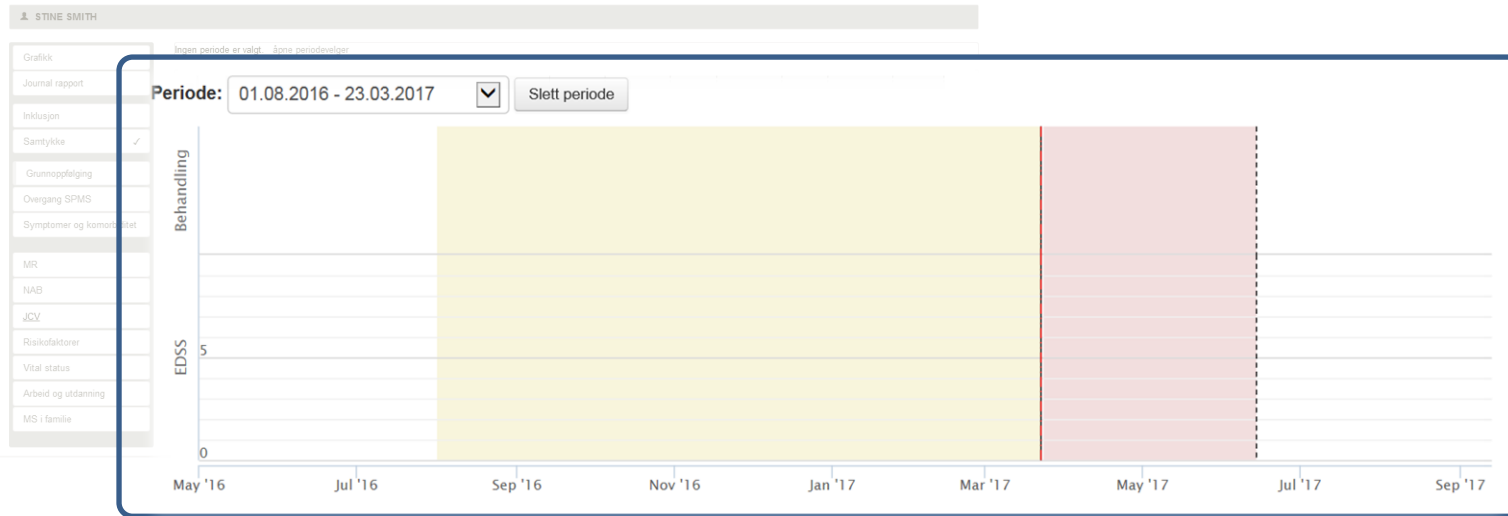 STINE SMITH
Grafikk
Journal rapport
Inklusjon
Samtykke ✓
Grunnoppfølging
Overgang SPMS
Symptomer og komorbiditet
MR
NAB
JCV
Risikofaktorer
Vital status
Arbeid og utdanning
MS i familie
Ingen periode er valgt. åpne periodevelger
Periode: 01.08.2016 - 23.03.2017 Slett periode
Behandling
EDSS
5
0
May '16 Jul '16 Sep '16 Nov '16 Jan '17 Mar '17 May '17 Jul '17 Sep '17